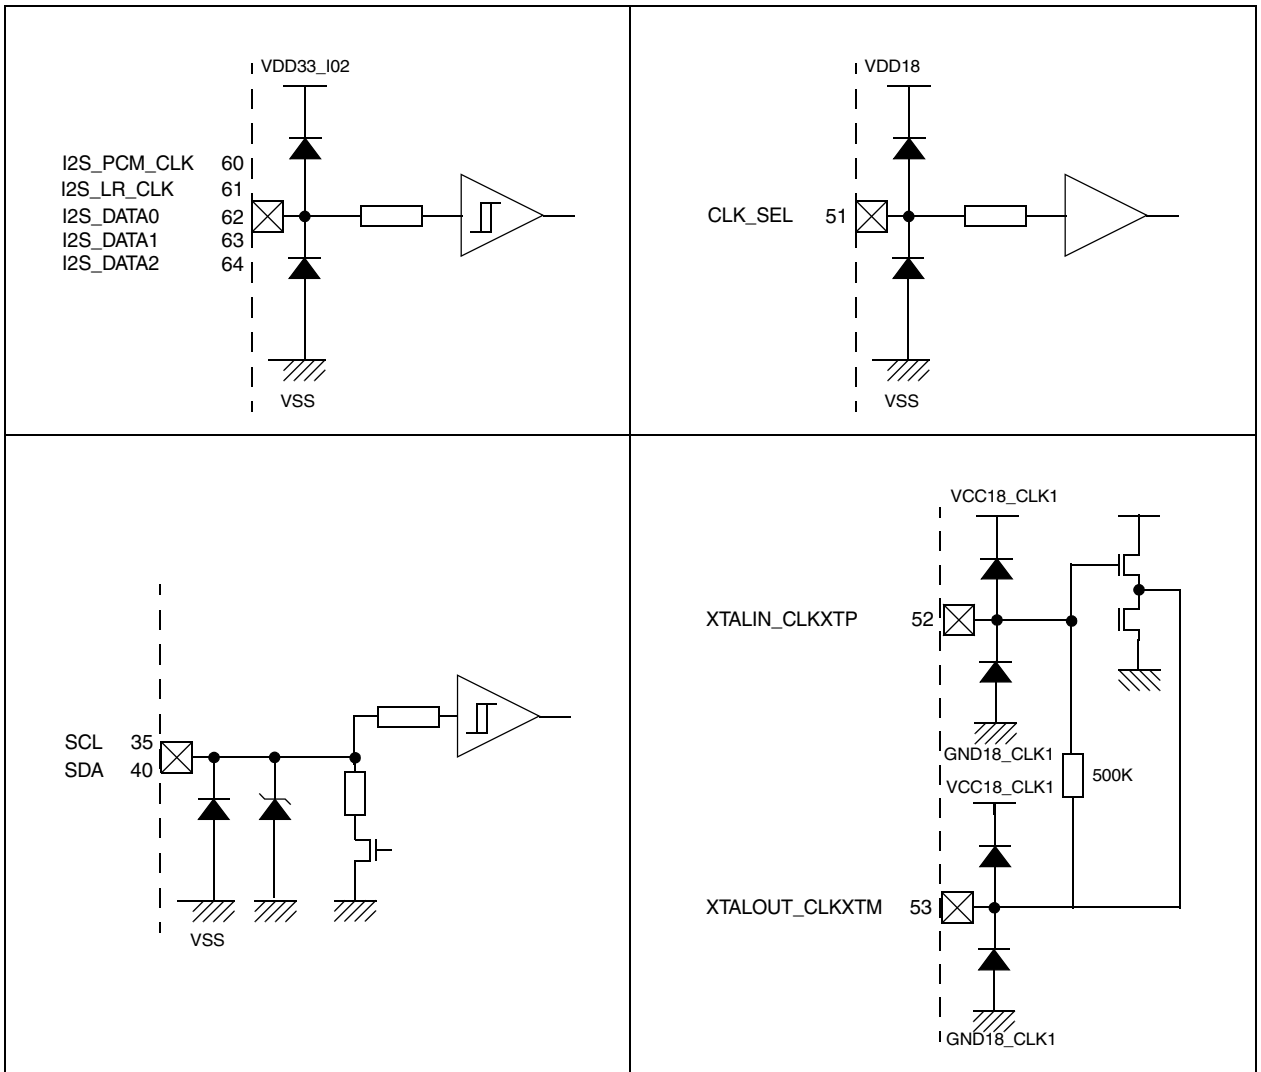 VDD33_I02
I2S_PCM_CLK 60
I2S_LR_CLK 61
I2S_DATA0 62
I2S_DATA1 63
I2S_DATA2 64
VSS
VDD18
CLK_SEL 51
VSS
SCL 35
SDA 40
VSS
VCC18_CLK1
XTALIN_CLKXTP 52
GND18_CLK1
VCC18_CLK1
500K
XTALOUT_CLKXTM 53
GND18_CLK1